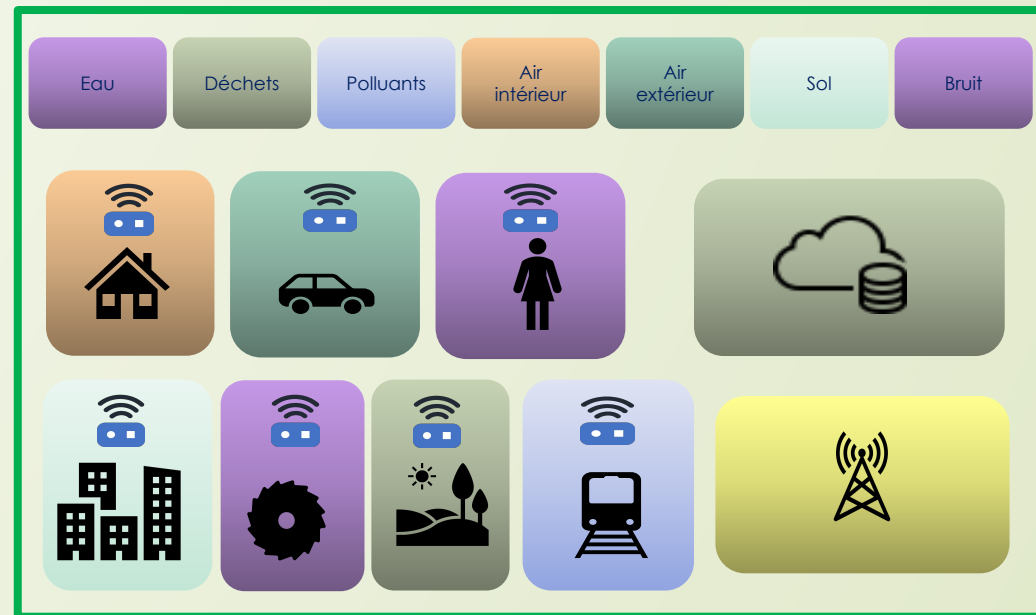 Eau
Déchets
Polluants
Air
intérieur
Air
extérieur
Sol
Bruit